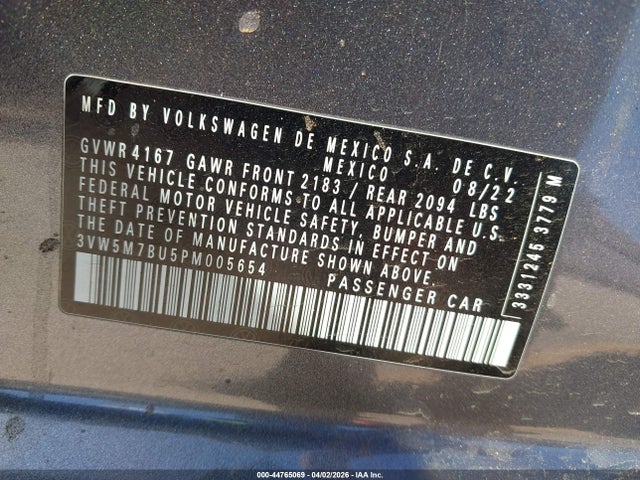 MFD BY VOLKSWAGEN DE MEXICO S.A. DE C.V
MEXICO 08/22
GVWR 4167 GAWR FRONT 2183 / REAR 2094 LBS
THIS VEHICLE CONFORMS TO ALL APPLICABLE U.S.
FEDERAL MOTOR VEHICLE SAFETY, BUMPER AND
THEFT PREVENTION STANDARDS IN EFFECT ON
THE DATE OF MANUFACTURE SHOWN ABOVE.
3VW5M7BU5PM005654 PASSENGER CAR
3331245 3779 M
000-44765069 - 04/02/2026 - IAA Inc.